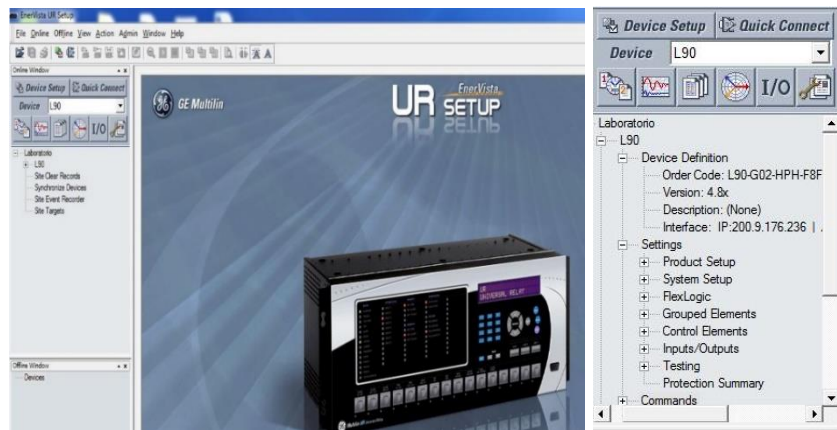 EnerVista UR Setup
File Online Offline View Action Admin Window Help
Online Window
Device Setup Quick Connect
Device L90
I/O
Laboratorio
L90
Site Clear Records
Synchronize Devices
Site Event Recorder
Site Targets
Offline Window
Devices
GE Multilin
EnerVista
UR SETUP
UR
UNIVERSAL RELAY
Device Setup Quick Connect
Device L90
I/O
Laboratorio
L90
Device Definition
Order Code: L90-G02-HPH-F8F
Version: 4.8x
Description: (None)
Interface: IP:200.9.176.236 |
Settings
Product Setup
System Setup
FlexLogic
Grouped Elements
Control Elements
Inputs/Outputs
Testing
Protection Summary
Commands